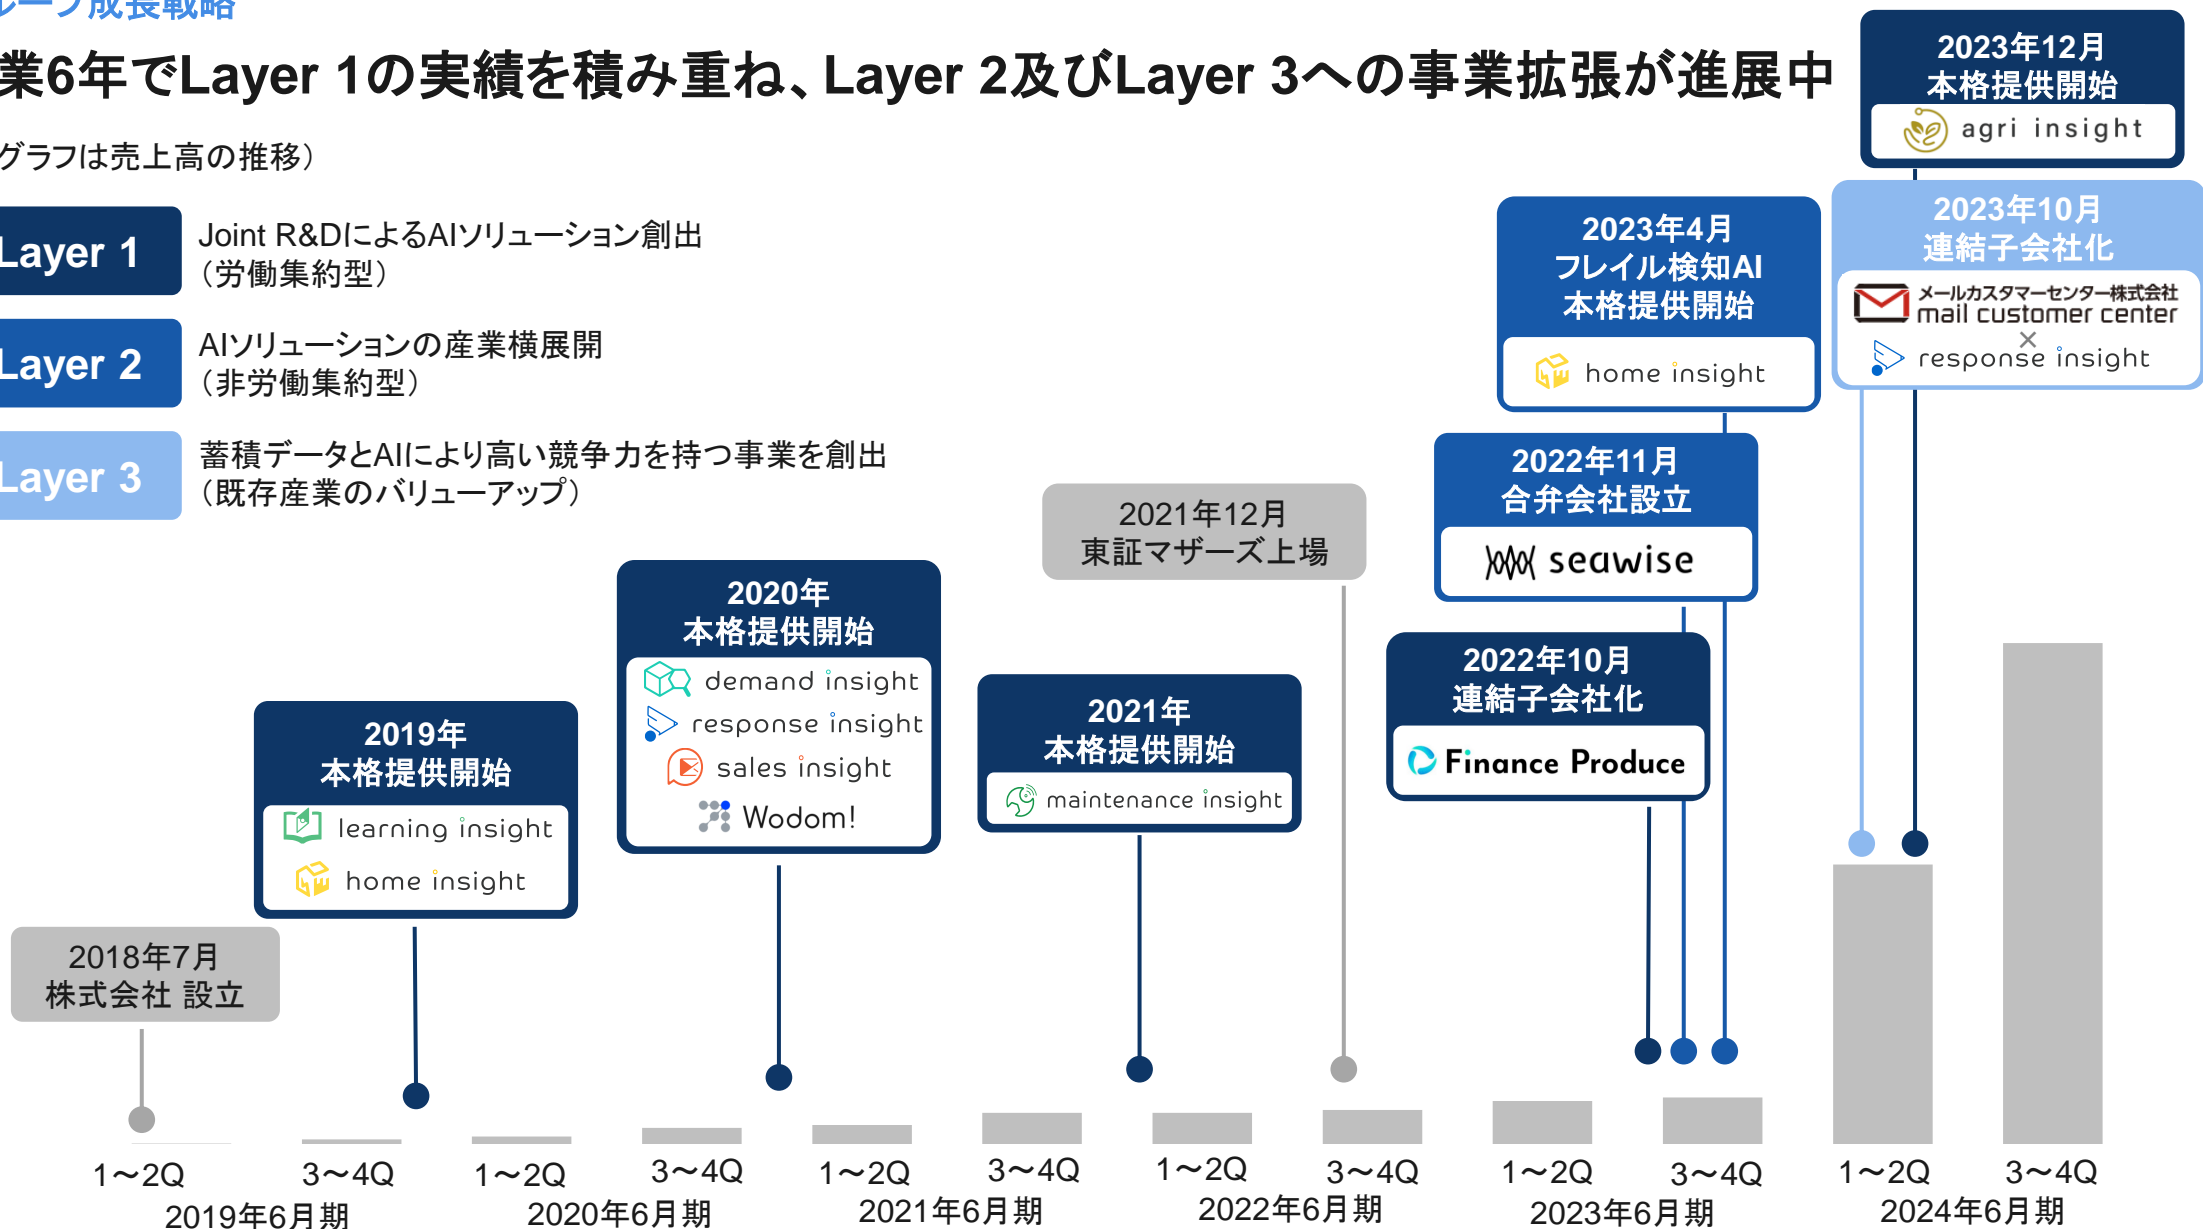 ループ成長戦略
業6年でLayer 1の実績を積み重ね、Layer 2及びLayer 3への事業拡張が進展中
グラフは売上高の推移）
Layer 1
Joint R&DによるAIソリューション創出
（労働集約型）
Layer 2
AIソリューションの産業横展開
（非労働集約型）
Layer 3
蓄積データとAIにより高い競争力を持つ事業を創出
（既存産業のバリューアップ）
2018年7月
株式会社 設立
2019年
本格提供開始
learning insight
home insight
2020年
本格提供開始
demand insight
response insight
sales insight
Wodom!
2021年
本格提供開始
maintenance insight
2021年12月
東証マザーズ上場
2022年10月
連結子会社化
Finance Produce
2022年11月
合弁会社設立
seawise
2023年4月
フレイル検知AI
本格提供開始
home insight
2023年10月
連結子会社化
メールカスタマーセンター株式会社
mail customer center
×
response insight
2023年12月
本格提供開始
agri insight
1～2Q
3～4Q
1～2Q
3～4Q
1～2Q
3～4Q
1～2Q
3～4Q
1～2Q
3～4Q
1～2Q
3～4Q
2019年6月期
2020年6月期
2021年6月期
2022年6月期
2023年6月期
2024年6月期